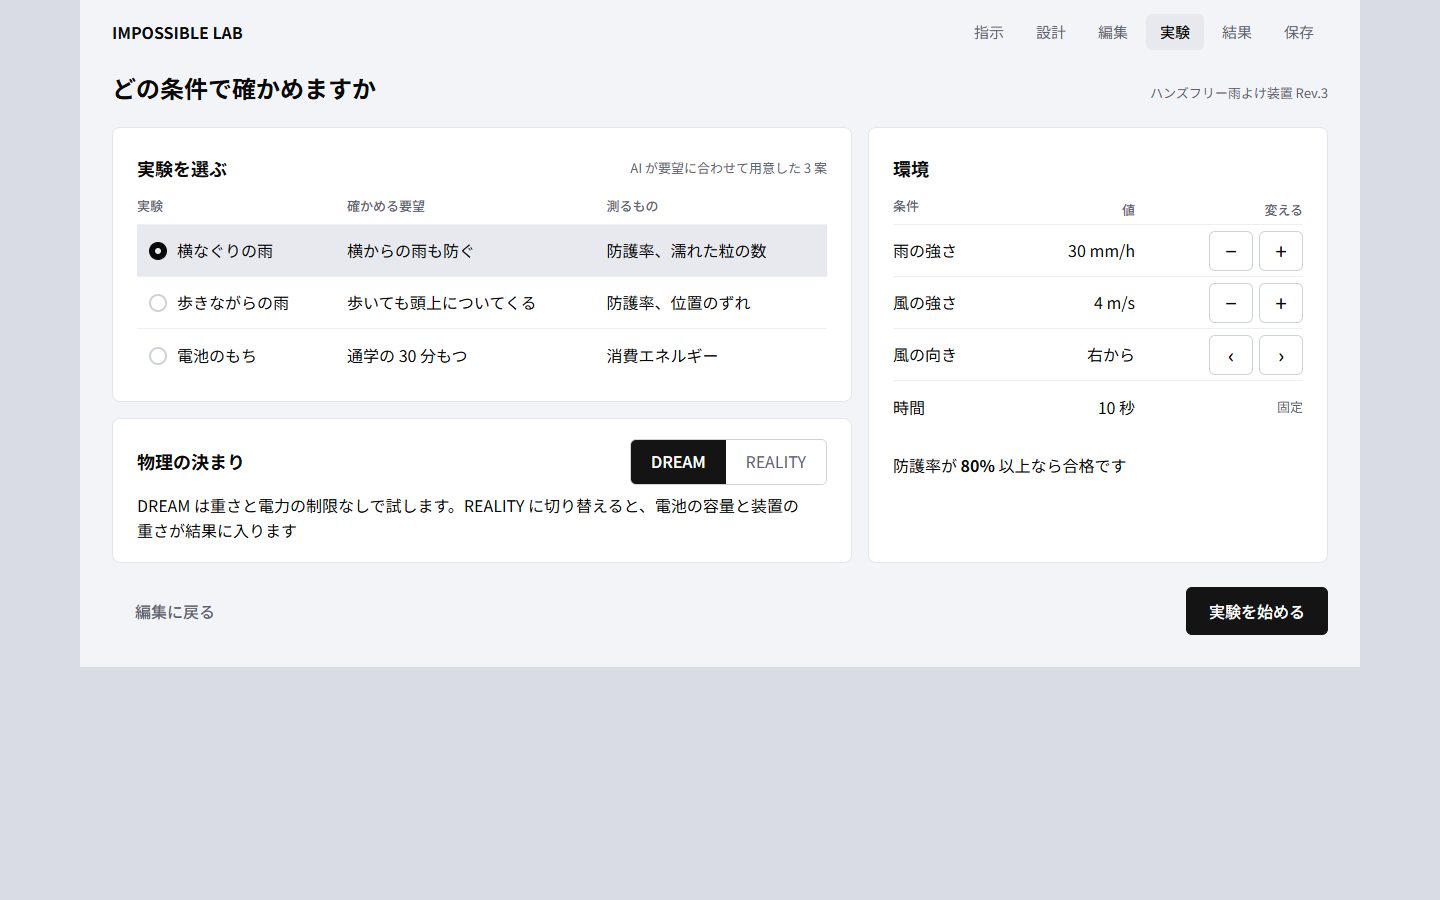 IMPOSSIBLE LAB
指示 設計 編集 実験 結果 保存
どの条件で確かめますか
ハンズフリー雨よけ装置 Rev.3
実験を選ぶ
AI が要望に合わせて用意した 3 案
実験 確かめる要望 測るもの
横なぐりの雨 横からの雨も防ぐ 防護率、濡れた粒の数
歩きながらの雨 歩いても頭上についてくる 防護率、位置のずれ
電池のもち 通学の 30 分もつ 消費エネルギー
物理の決まり
DREAM REALITY
DREAM は重さと電力の制限なしで試します。REALITY に切り替えると、電池の容量と装置の
重さが結果に入ります
環境
条件 値 変える
雨の強さ 30 mm/h − +
風の強さ 4 m/s − +
風の向き 右から ‹ ›
時間 10 秒 固定
防護率が 80% 以上なら合格です
編集に戻る
実験を始める